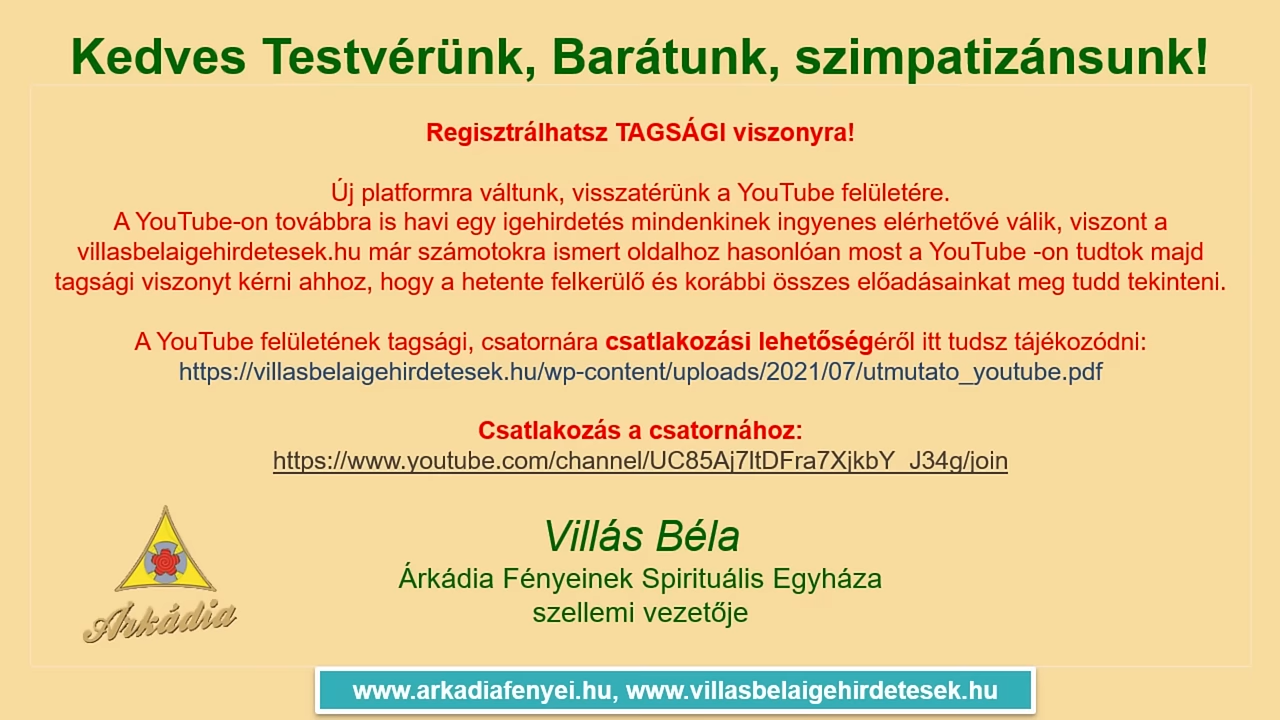 Kedves Testvérünk, Barátunk, szimpatizánsunk!
Regisztrálhatsz TAGSÁGI viszonyra!
Új platformra váltunk, visszatérünk a YouTube felületére.
A YouTube-on továbbra is havi egy igehirdetés mindenkinek ingyenes elérhetővé válik, viszont a
villasbelaigehirdetesek.hu már számotokra ismert oldalhoz hasonlóan most a YouTube -on tudtok majd
tagsági viszonyt kérni ahhoz, hogy a hetente felkerülő és korábbi összes előadásainkat meg tudd tekinteni.
A YouTube felületének tagsági, csatornára csatlakozási lehetőségéről itt tudsz tájékozódni:
https://villasbelaigehirdetesek.hu/wp-content/uploads/2021/07/utmutato_youtube.pdf
Csatlakozás a csatornához:
https://www.youtube.com/channel/UC85Aj7ltDFra7XjkbY_J34g/join
Villás Béla
Árkádia Fényeinek Spirituális Egyháza
szellemi vezetője
Árkádia
www.arkadiafenyei.hu, www.villasbelaigehirdetesek.hu